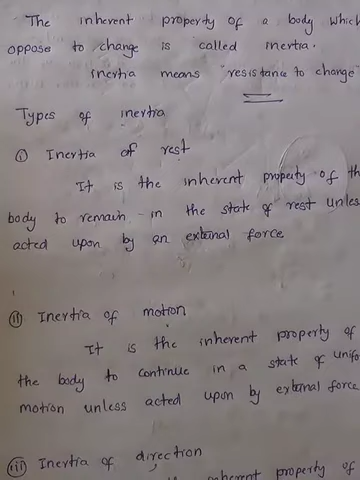 The inherent property of a body which
oppose to change is called inertia.
inertia means "resistance to change"
Types of inertia
(i) Inertia of rest
It is the inherent property of th
body to remain in the state of rest unles
acted upon by an external force
(ii) Inertia of motion
It is the inherent property of
the body to continue in a state of unifo
motion unless acted upon by external force
(iii) Inertia of direction
inherent property of